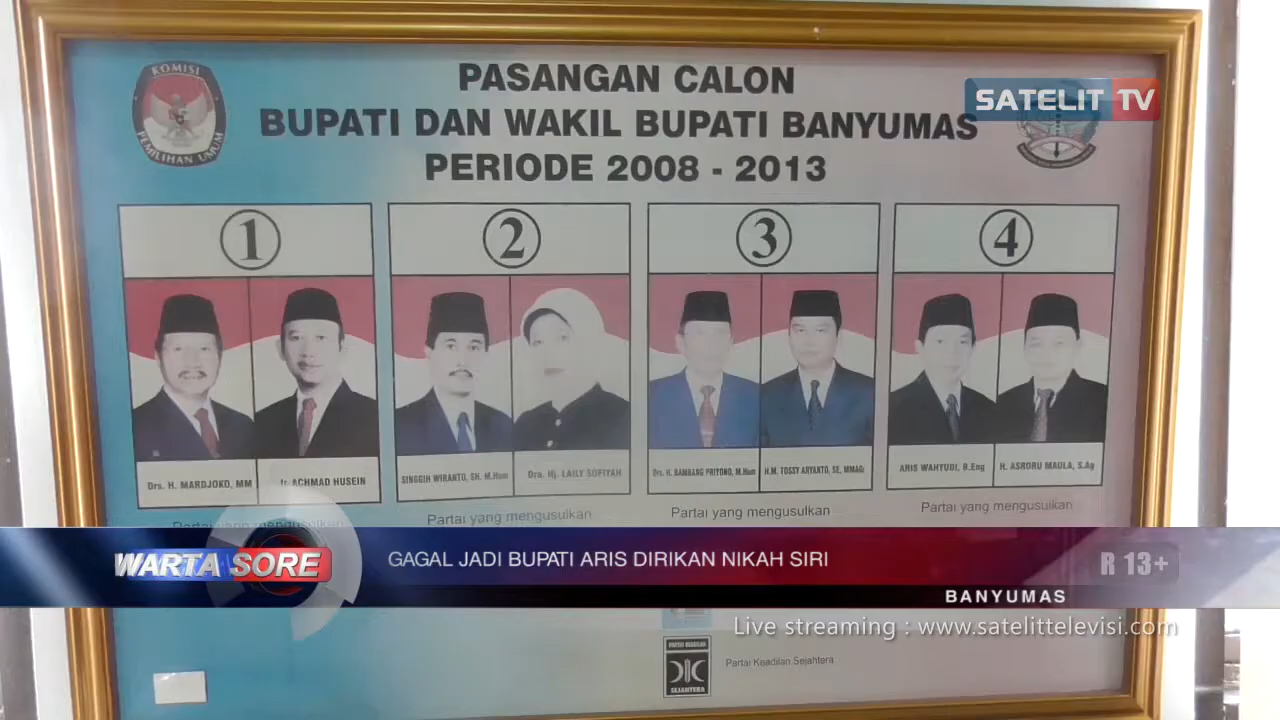 KOMISI
PEMILIHAN UMUM
PASANGAN CALON
BUPATI DAN WAKIL BUPATI BANYUMAS
PERIODE 2008 - 2013
SATELIT TV
1
2
3
4
Drs. H. MARDJOKO, MM
Ir. ACHMAD HUSEIN
SINGGIH WIRANTO, SH. M.Hum
Dra. Hj. LAILY SOFIYAH
Drs. H. BAMBANG PRIYONO, M.Hum
H.M. TOSSY ARYANTO, SE, MMAGr
ARIS WAHYUDI, B.Eng
H. ASRORU MAULA, S.Ag
Partai yang mengusulkan
Partai yang mengusulkan
Partai yang mengusulkan
Partai yang mengusulkan
WARTA SORE
GAGAL JADI BUPATI ARIS DIRIKAN NIKAH SIRI
R 13+
BANYUMAS
Live streaming : www.satelittelevisi.com
PARTAI KEADILAN
SEJAHTERA
Partai Keadilan Sejahtera